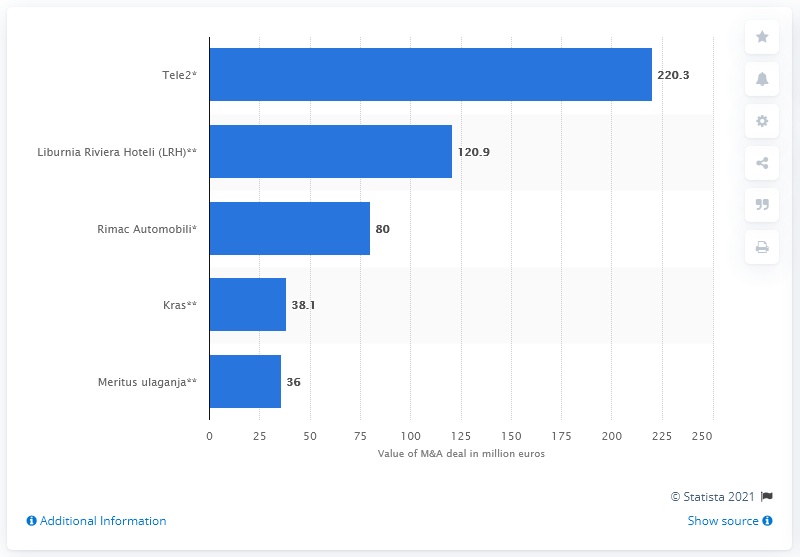 Tele2*
220.3
Liburnia Riviera Hoteli (LRH)**
120.9
Rimac Automobili*
80
Kras**
38.1
Meritus ulaganja**
36
0 25 50 75 100 125 150 175 200 225 250
Value of M&A deal in million euros
© Statista 2021
Additional Information
Show source